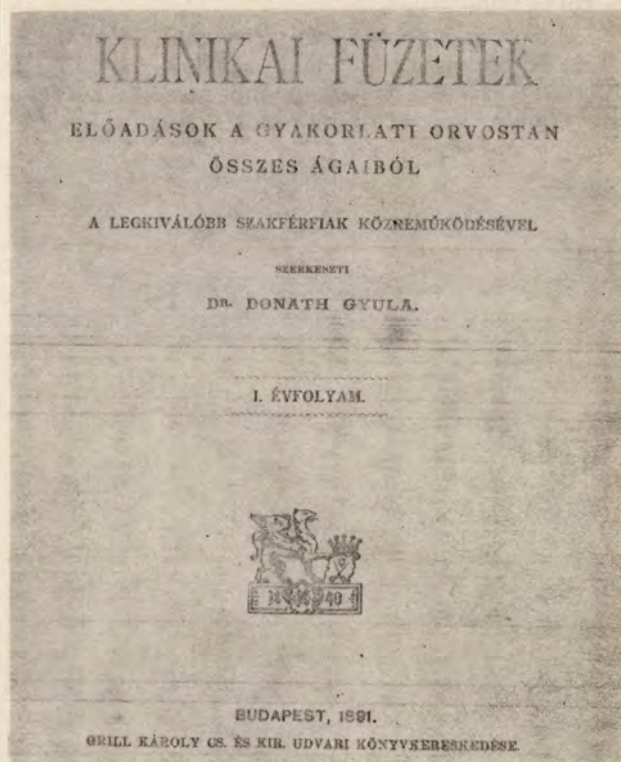 KLINIKAI FÜZETEK
ELŐADÁSOK A GYAKORLATI ORVOSTAN
ÖSSZES ÁGAIBÓL
A LEGKIVÁLÓBB SZAKFÉRFIAK KÖZREMŰKÖDÉSÉVEL
SZERKESZTI
DR. DONATH GYULA.
I. ÉVFOLYAM.
40
BUDAPEST, 1891.
GRILL KÁROLY CS. ÉS KIR. UDVARI KÖNYVKERESKEDÉSE.